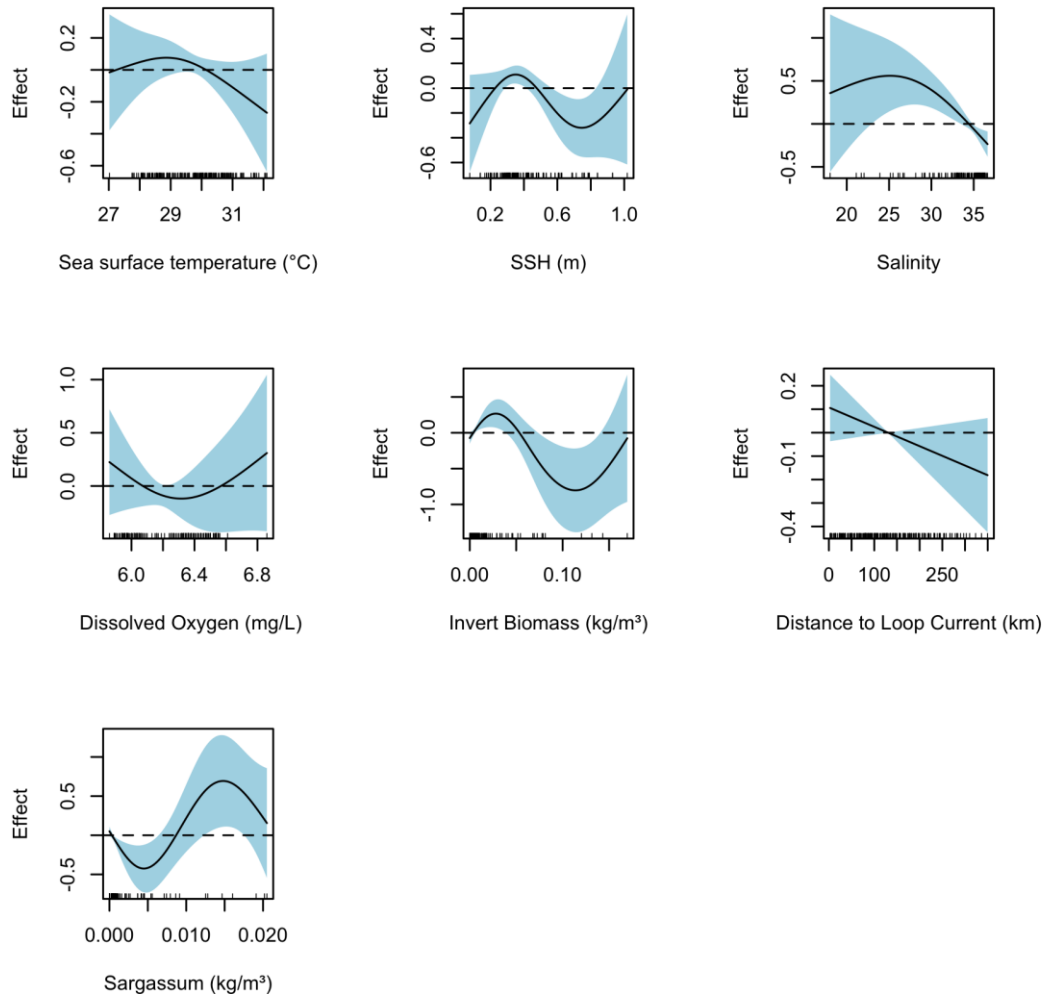 Effect
0.2
-0.2
-0.6
27 29 31
Sea surface temperature (°C)
Effect
0.4
0.0
-0.6
0.2 0.6 1.0
SSH (m)
Effect
0.5
-0.5
20 25 30 35
Salinity
Effect
1.0
0.5
0.0
6.0 6.4 6.8
Dissolved Oxygen (mg/L)
Effect
0.0
-1.0
0.00 0.10
Invert Biomass (kg/m³)
Effect
0.2
-0.1
-0.4
0 100 250
Distance to Loop Current (km)
Effect
0.5
-0.5
0.000 0.010 0.020
Sargassum (kg/m³)